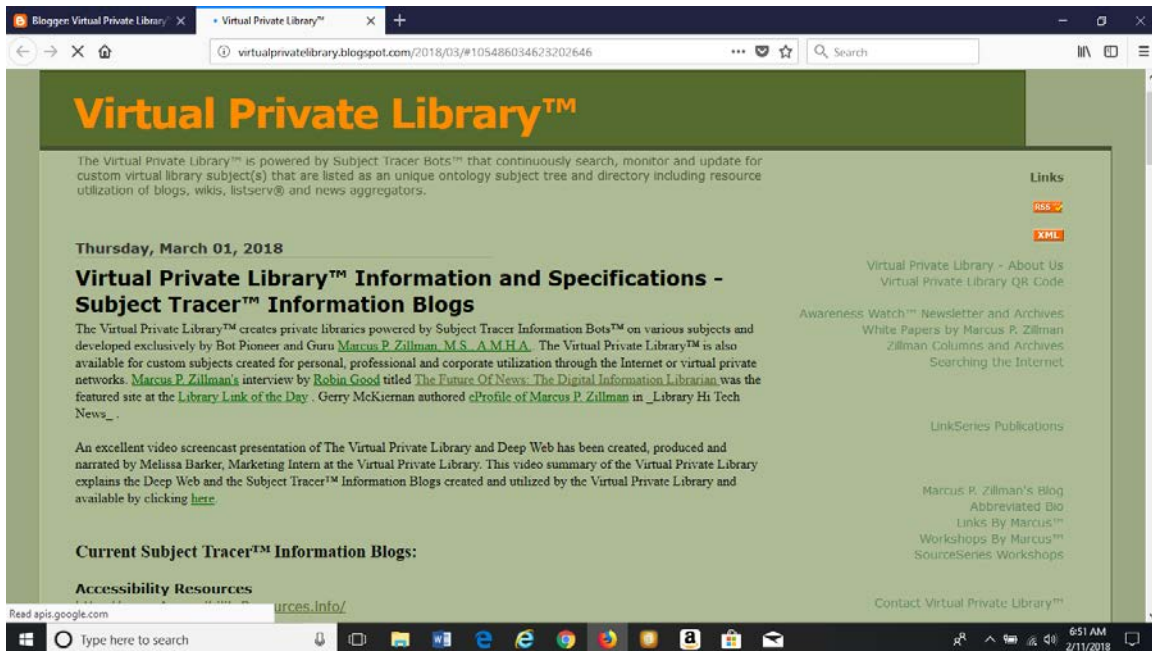 Blogger: Virtual Private Library
Virtual Private Library™
virtualprivatelibrary.blogspot.com/2018/03/#105486034623202646
Search
Virtual Private Library™
The Virtual Private Library™ is powered by Subject Tracer Bots™ that continuously search, monitor and update for
custom virtual library subject(s) that are listed as an unique ontology subject tree and directory including resource
utilization of blogs, wikis, listserv® and news aggregators.
Thursday, March 01, 2018
Virtual Private Library™ Information and Specifications -
Subject Tracer™ Information Blogs
The Virtual Private Library™ creates private libraries powered by Subject Tracer Information Bots™ on various subjects and
developed exclusively by Bot Pioneer and Guru Marcus P. Zillman, M.S., A.M.H.A. The Virtual Private Library™ is also
available for custom subjects created for personal, professional and corporate utilization through the Internet or virtual private
networks. Marcus P. Zillman's interview by Robin Good titled The Future Of News: The Digital Information Librarian was the
featured site at the Library Link of the Day . Gerry McKiernan authored eProfile of Marcus P. Zillman in _Library Hi Tech
News_ .
An excellent video screencast presentation of The Virtual Private Library and Deep Web has been created, produced and
narrated by Melissa Barker, Marketing Intern at the Virtual Private Library. This video summary of the Virtual Private Library
explains the Deep Web and the Subject Tracer™ Information Blogs created and utilized by the Virtual Private Library and
available by clicking here.
Current Subject Tracer™ Information Blogs:
Accessibility Resources
urces.Info/
Links
RSS
XML
Virtual Private Library - About Us
Virtual Private Library QR Code
Awareness Watch™ Newsletter and Archives
White Papers by Marcus P. Zillman
Zillman Columns and Archives
Searching the Internet
LinkSeries Publications
Marcus P. Zillman's Blog
Abbreviated Bio
Links By Marcus™
Workshops By Marcus™
SourceSeries Workshops
Contact Virtual Private Library™
Read apis.google.com
Type here to search
6:51 AM
2/11/2018